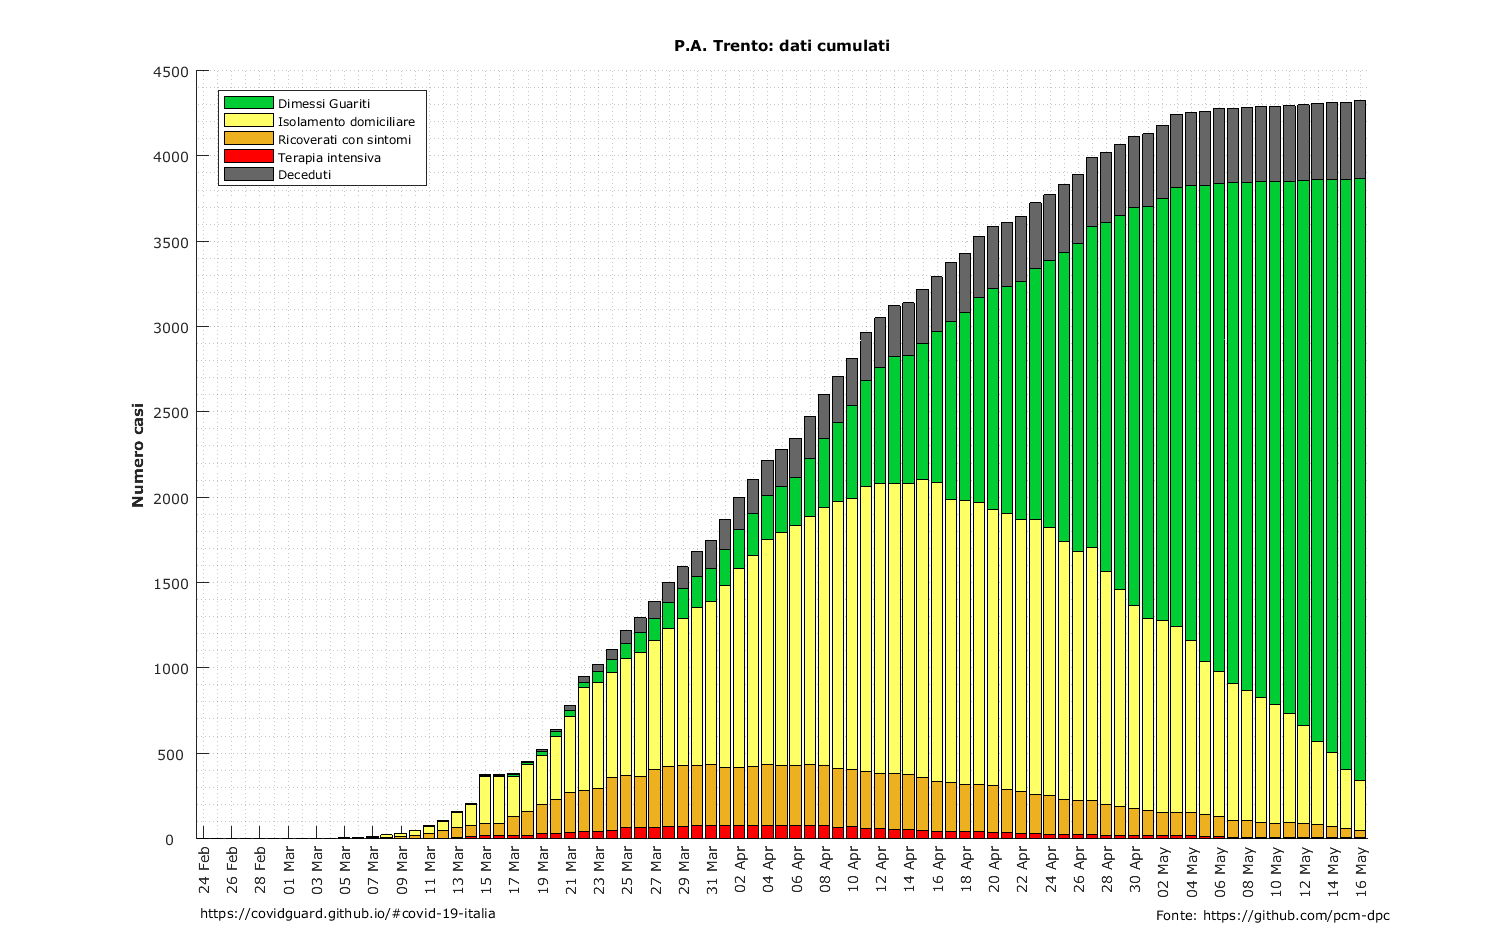 P.A. Trento: dati cumulati
4500
4000
3500
3000
2500
2000
1500
1000
500
0
Numero casi
Dimessi Guariti
Isolamento domiciliare
Ricoverati con sintomi
Terapia intensiva
Deceduti
24 Feb
26 Feb
28 Feb
01 Mar
03 Mar
05 Mar
07 Mar
09 Mar
11 Mar
13 Mar
15 Mar
17 Mar
19 Mar
21 Mar
23 Mar
25 Mar
27 Mar
29 Mar
31 Mar
02 Apr
04 Apr
06 Apr
08 Apr
10 Apr
12 Apr
14 Apr
16 Apr
18 Apr
20 Apr
22 Apr
24 Apr
26 Apr
28 Apr
30 Apr
02 May
04 May
06 May
08 May
10 May
12 May
14 May
16 May
https://covidguard.github.io/#covid-19-italia
Fonte: https://github.com/pcm-dpc